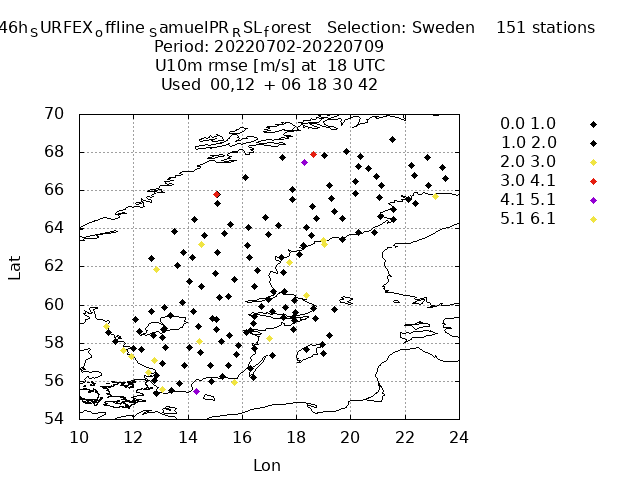 46h_SURFEX_offline_SamuelPR_RSL_forest   Selection: Sweden    151 stations
Period: 20220702-20220709
U10m rmse [m/s] at  18 UTC
Used  00,12  + 06 18 30 42
0.0 1.0
1.0 2.0
2.0 3.0
3.0 4.1
4.1 5.1
5.1 6.1
70
68
66
64
62
60
58
56
54
Lat
10 12 14 16 18 20 22 24
Lon